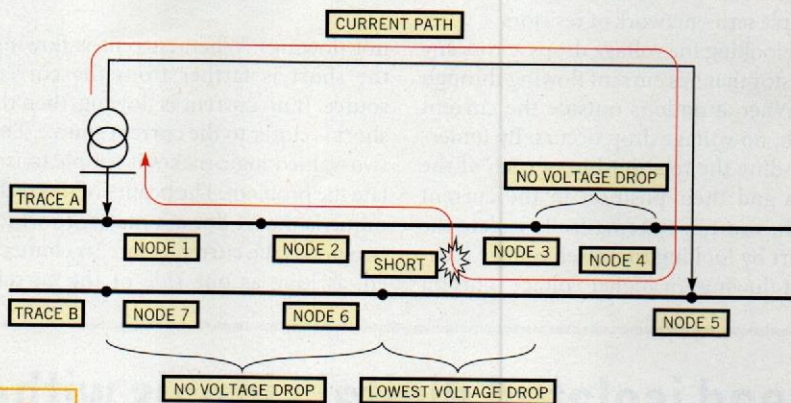 CURRENT PATH
NO VOLTAGE DROP
TRACE A
NODE 1
NODE 2
NODE 3
NODE 4
SHORT
TRACE B
NODE 7
NODE 6
NODE 5
NO VOLTAGE DROP
LOWEST VOLTAGE DROP